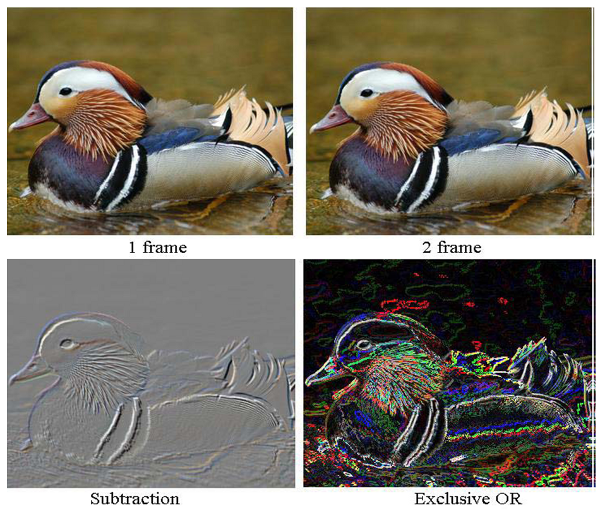 1 frame
2 frame
Subtraction
Exclusive OR